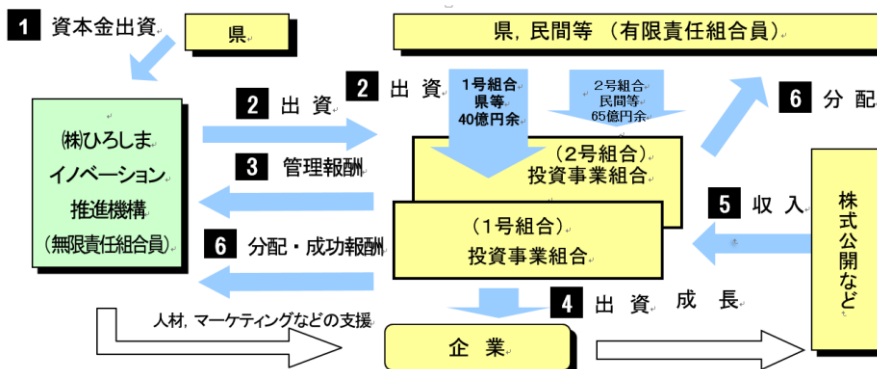 1 資本金出資
県
県，民間等 （有限責任組合員）
2 出 資
2 出 資
1号組合
県等
40億円余
2号組合
民間等
65億円余
6 分 配
㈱ひろしま
イノベーション
推進機構
(無限責任組合員)
3 管理報酬
6 分配・成功報酬
（2号組合）
投資事業組合
（1号組合）
投資事業組合
5 収 入
株式公開など
4 出 資
成 長
人材，マーケティングなどの支援
企 業